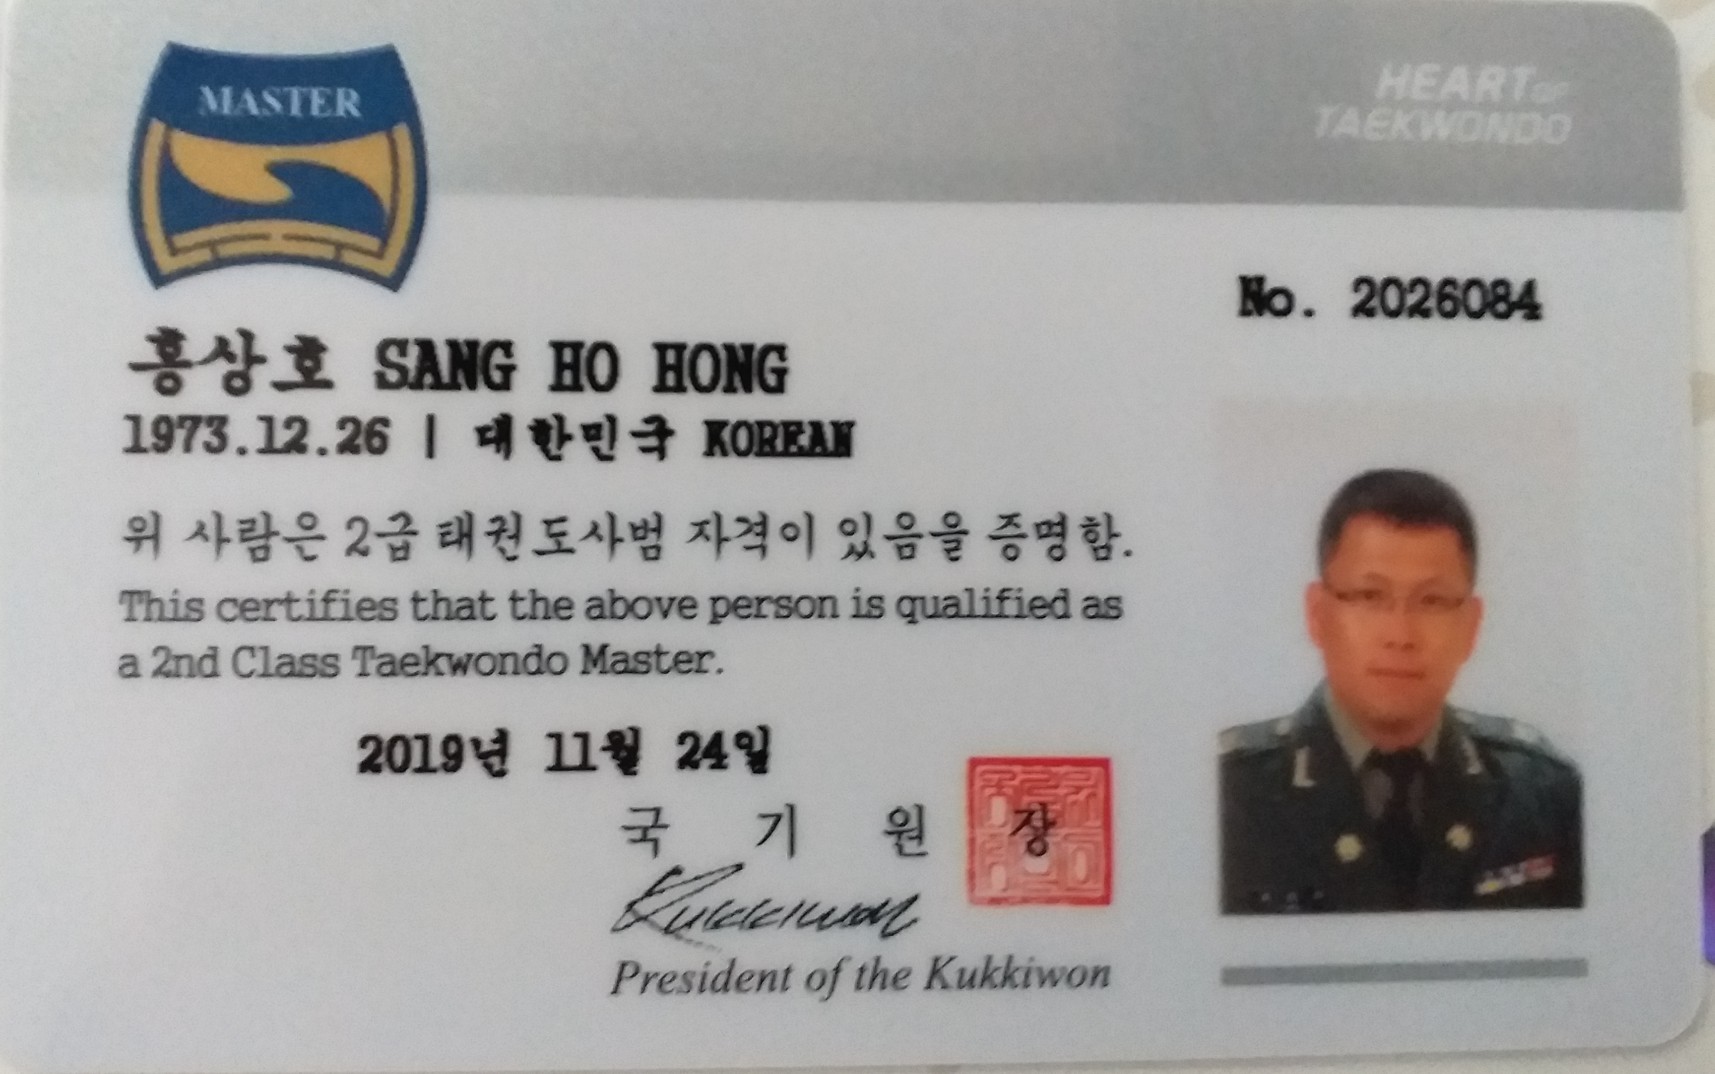 MASTER
HEART OF
TAEKWONDO
No. 2026084
홍상호 SANG HO HONG
1973.12.26 | 대한민국 KOREAN
위 사람은 2급 태권도사범 자격이 있음을 증명함.
This certifies that the above person is qualified as
a 2nd Class Taekwondo Master.
2019년 11월 24일
국 기 원 장
Kukkiwon
President of the Kukkiwon